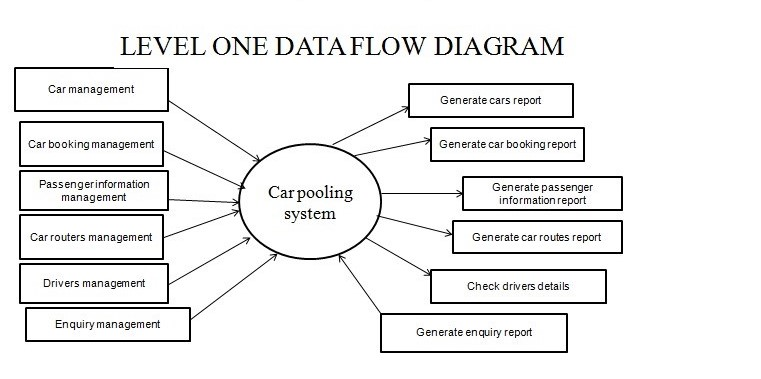 LEVEL ONE DATA FLOW DIAGRAM
Car management
Car booking management
Passenger information
management
Car routers management
Drivers management
Enquiry management
Car pooling
system
Generate cars report
Generate car booking report
Generate passenger
information report
Generate car routes report
Check drivers details
Generate enquiry report